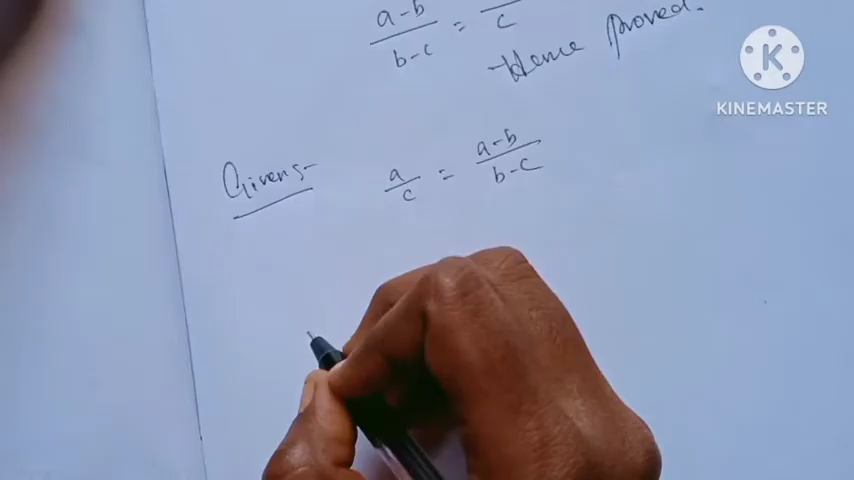 a-b / b-c = / c
Hence proved.
K
KINEMASTER
Given:- a/c = a-b / b-c